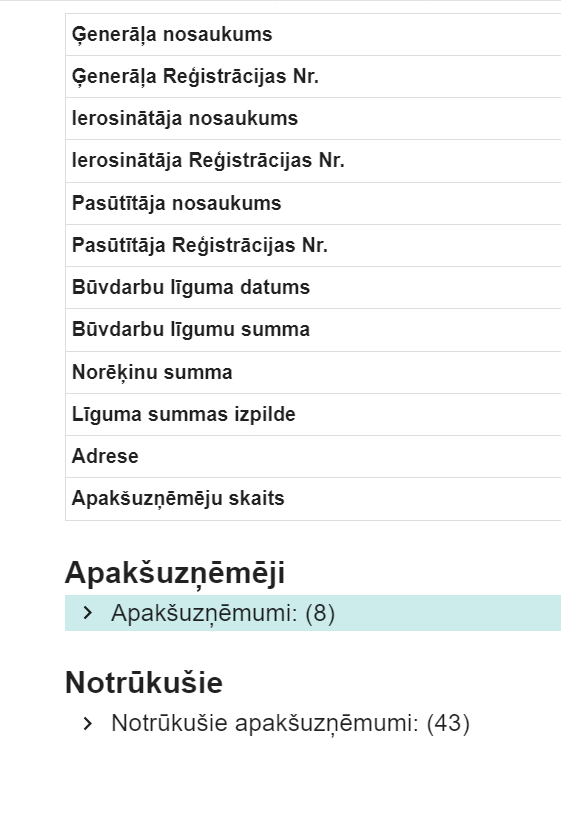 Ģenerāļa nosaukums
Ģenerāļa Reģistrācijas Nr.
Ierosinātāja nosaukums
Ierosinātāja Reģistrācijas Nr.
Pasūtītāja nosaukums
Pasūtītāja Reģistrācijas Nr.
Būvdarbu līguma datums
Būvdarbu līgumu summa
Norēķinu summa
Līguma summas izpilde
Adrese
Apakšuzņēmēju skaits
Apakšuzņēmēji
Apakšuzņēmumi: (8)
Notrūkušie
Notrūkušie apakšuzņēmumi: (43)